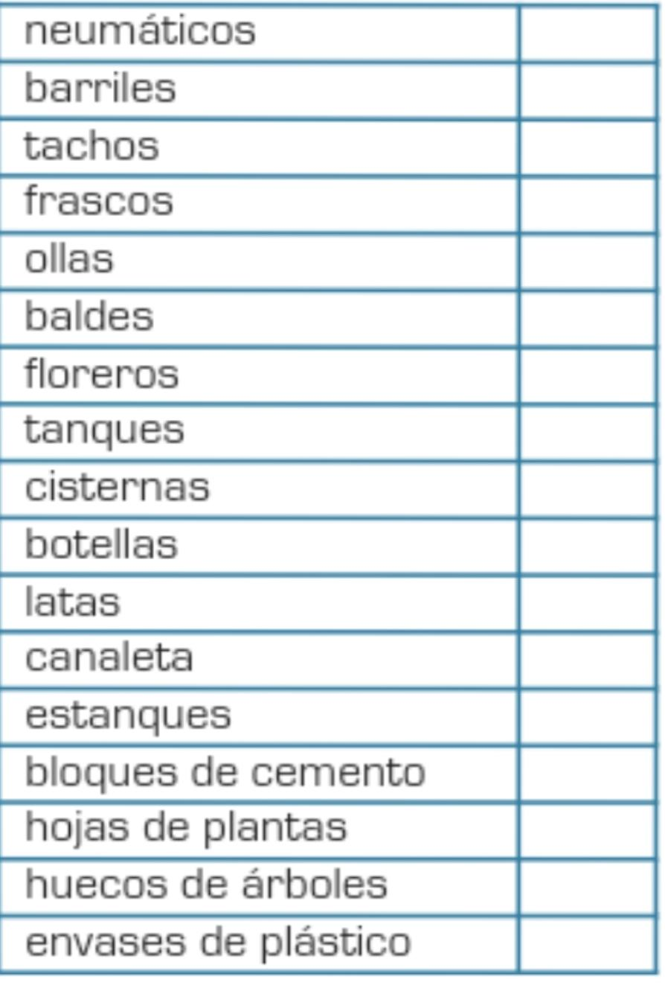 neumáticos
barriles
tachos
frascos
ollas
baldes
floreros
tanques
cisternas
botellas
latas
canaleta
estanques
bloques de cemento
hojas de plantas
huecos de árboles
envases de plástico